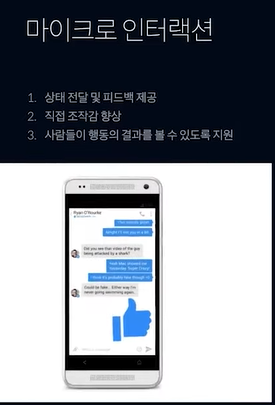 마이크로 인터랙션
1. 상태 전달 및 피드백 제공
2. 직접 조작감 향상
3. 사람들이 행동의 결과를 볼 수 있도록 지원
Ryan O'Rourke
Did you see that video of the guy
being attacked by a shark?
Yeah Man. Showed on
Could be fake... Either way I'm
never going swimming again.